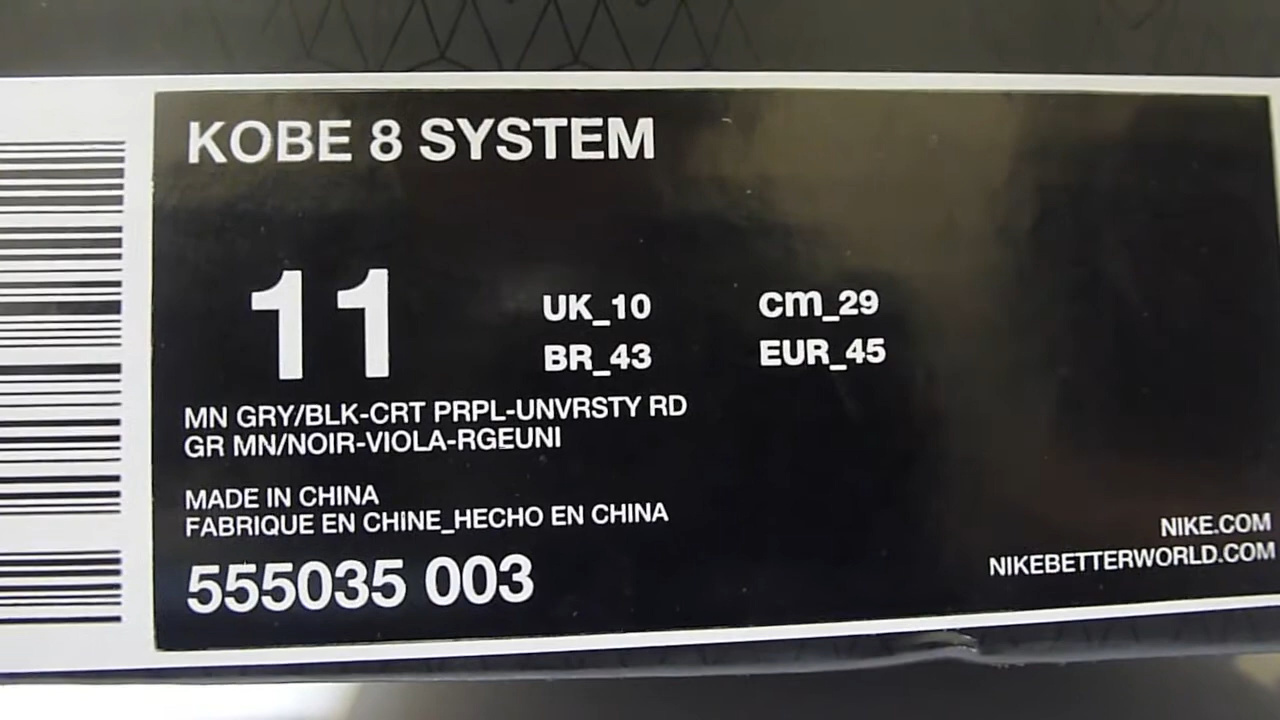 KOBE 8 SYSTEM
11
UK_10 cm_29
BR_43 EUR_45
MN GRY/BLK-CRT PRPL-UNVRSTY RD
GR MN/NOIR-VIOLA-RGEUNI
MADE IN CHINA
FABRIQUE EN CHINE_HECHO EN CHINA
555035 003
NIKE.COM
NIKEBETTERWORLD.COM